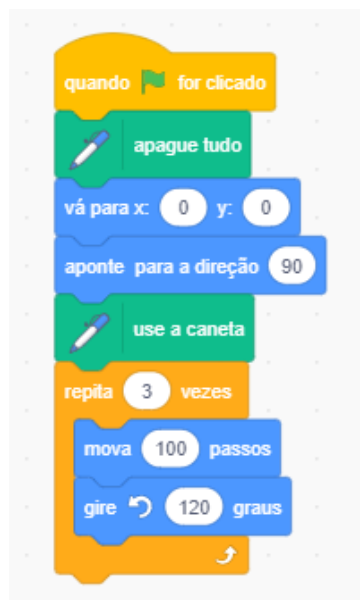 quando for clicado
apague tudo
vá para x: 0 y: 0
aponte para a direção 90
use a caneta
repita 3 vezes
mova 100 passos
gire 120 graus